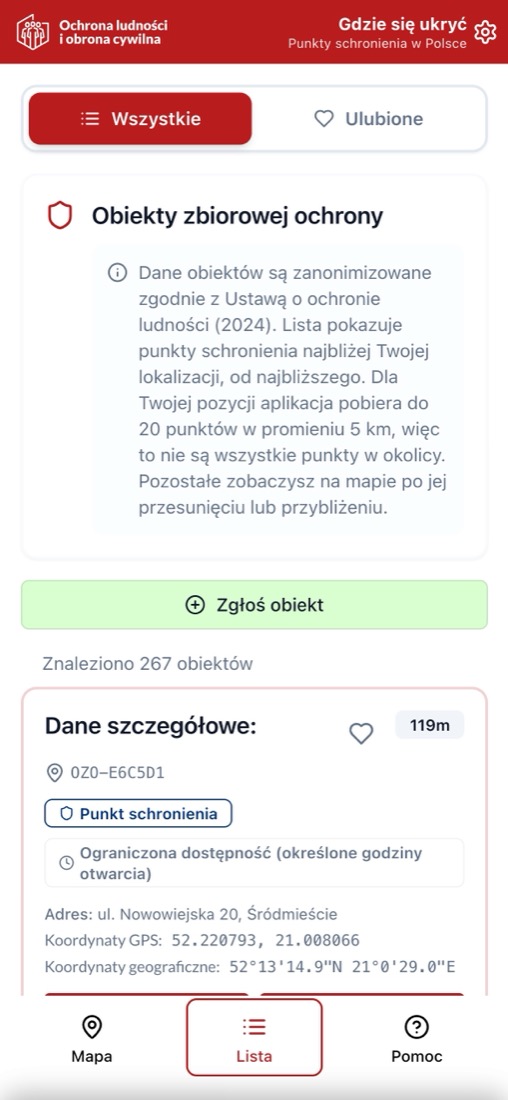 Ochrona ludności
i obrona cywilna
Gdzie się ukryć
Punkty schronienia w Polsce
Wszystkie
Ulubione
Obiekty zbiorowej ochrony
Dane obiektów są zanonimizowane
zgodnie z Ustawą o ochronie
ludności (2024). Lista pokazuje
punkty schronienia najbliżej Twojej
lokalizacji, od najbliższego. Dla
Twojej pozycji aplikacja pobiera do
20 punktów w promieniu 5 km, więc
to nie są wszystkie punkty w okolicy.
Pozostałe zobaczysz na mapie po jej
przesunięciu lub przybliżeniu.
Zgłoś obiekt
Znaleziono 267 obiektów
Dane szczegółowe:
119m
OZO-E6C5D1
Punkt schronienia
Ograniczona dostępność (określone godziny
otwarcia)
Adres: ul. Nowowiejska 20, Śródmieście
Koordynaty GPS: 52.220793, 21.008066
Koordynaty geograficzne: 52°13'14.9"N 21°0'29.0"E
Mapa
Lista
Pomoc